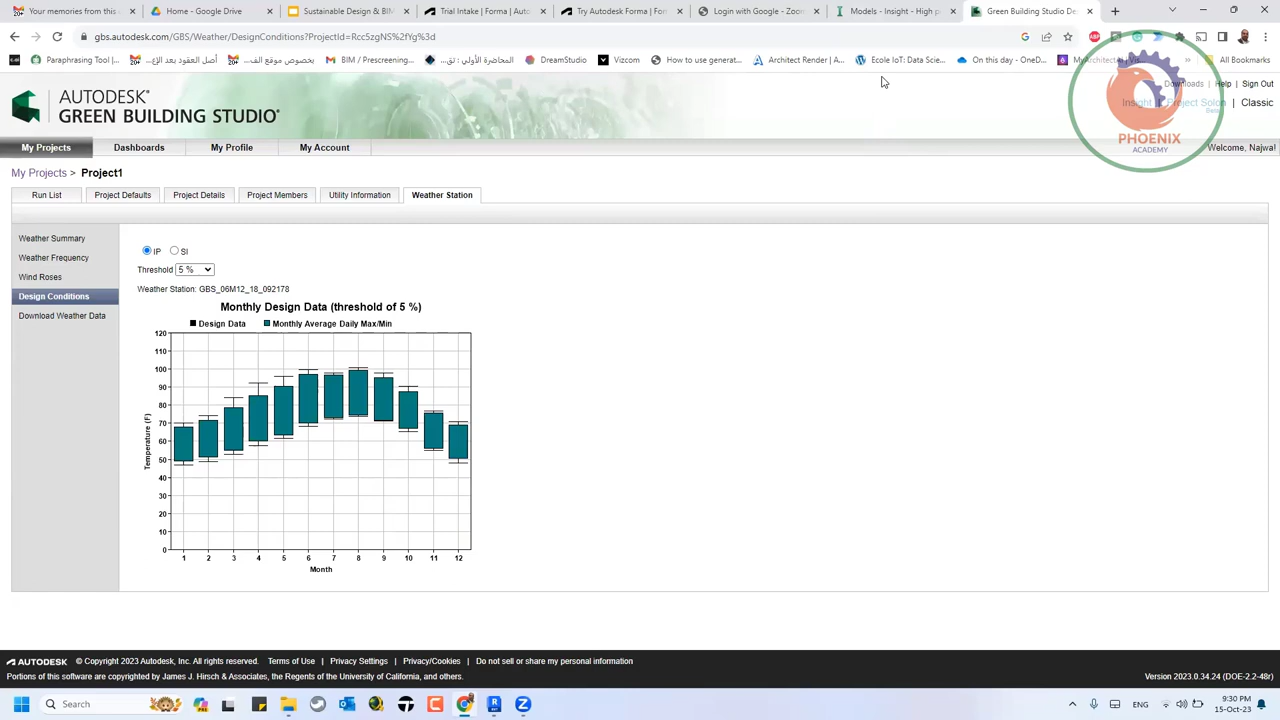 Your memories from this
Home - Google Drive
Sustainable Design & BIM
Trial Intake | Forma | Auto
Try Autodesk Forma | Fon
Login with Google - Zoom
Models - Insight - High p
Green Building Studio De
gbs.autodesk.com/GBS/Weather/DesignConditions?ProjectId=Rcc5zgNS%2fYg%3d
Paraphrasing Tool (...
BIM / Prescreening...
DreamStudio
Vizcom
How to use generat...
Architect Render | A...
Ecole IoT: Data Scie...
On this day - OneD...
All Bookmarks
Downloads | Help | Sign Out
AUTODESK®
GREEN BUILDING STUDIO®
Insight | Project Solon | Classic
Beta
PHOENIX
ACADEMY
My Projects
Dashboards
My Profile
My Account
Welcome, Najwa!
My Projects > Project1
Run List
Project Defaults
Project Details
Project Members
Utility Information
Weather Station
Weather Summary
Weather Frequency
Wind Roses
Design Conditions
Download Weather Data
IP SI
Threshold 5 %
Weather Station: GBS_06M12_18_092178
Monthly Design Data (threshold of 5 %)
Design Data Monthly Average Daily Max/Min
120
110
100
90
80
70
60
50
40
30
20
10
0
Temperature (F)
1 2 3 4 5 6 7 8 9 10 11 12
Month
AUTODESK © Copyright 2023 Autodesk, Inc. All rights reserved. Terms of Use | Privacy Settings | Privacy/Cookies | Do not sell or share my personal information
Portions of this software are copyrighted by James J. Hirsch & Associates, the Regents of the University of California, and others.
Version 2023.0.34.24 (DOE-2.2-48r)
Search
ENG
9:30 PM
15-Oct-23